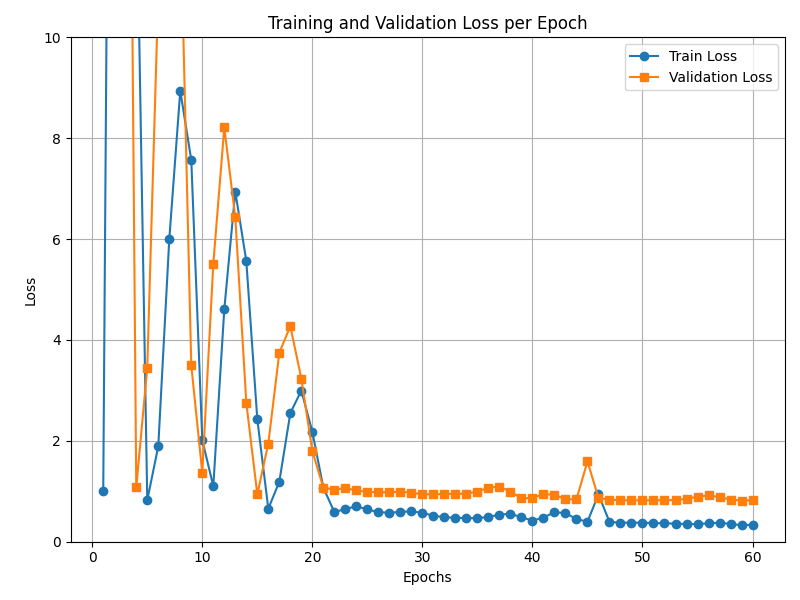 Training and Validation Loss per Epoch
10
8
6
4
2
0
Loss
Train Loss
Validation Loss
0 10 20 30 40 50 60
Epochs